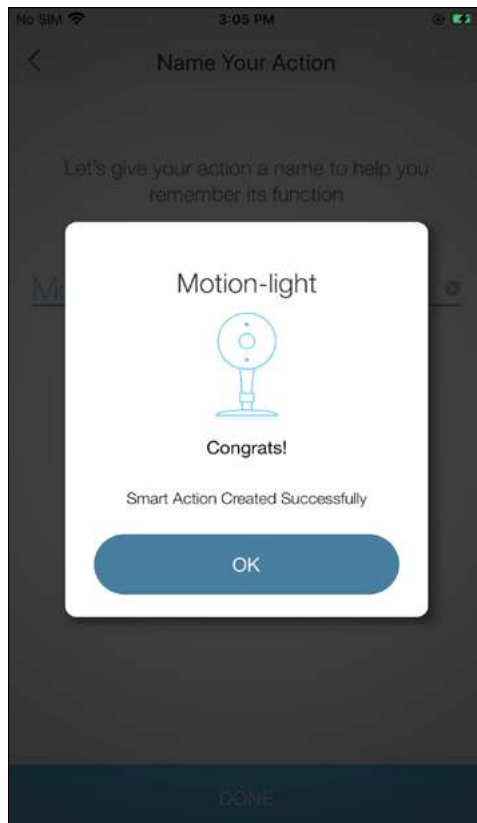 No SIM 3:05 PM
Name Your Action
Let's give your action a name to help you
remember its function
Motion-light
Congrats!
Smart Action Created Successfully
OK
DONE